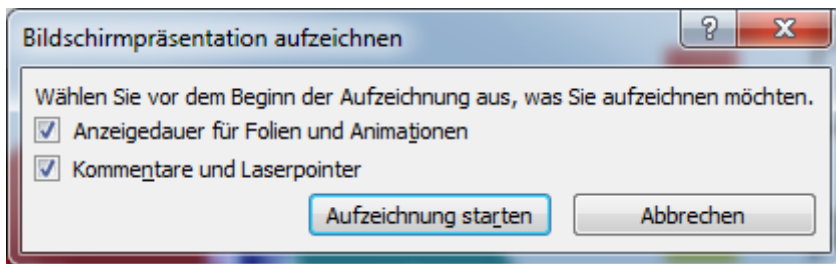 Bildschirmpräsentation aufzeichnen
Wählen Sie vor dem Beginn der Aufzeichnung aus, was Sie aufzeichnen möchten.
Anzeigedauer für Folien und Animationen
Kommentare und Laserpointer
Aufzeichnung starten Abbrechen